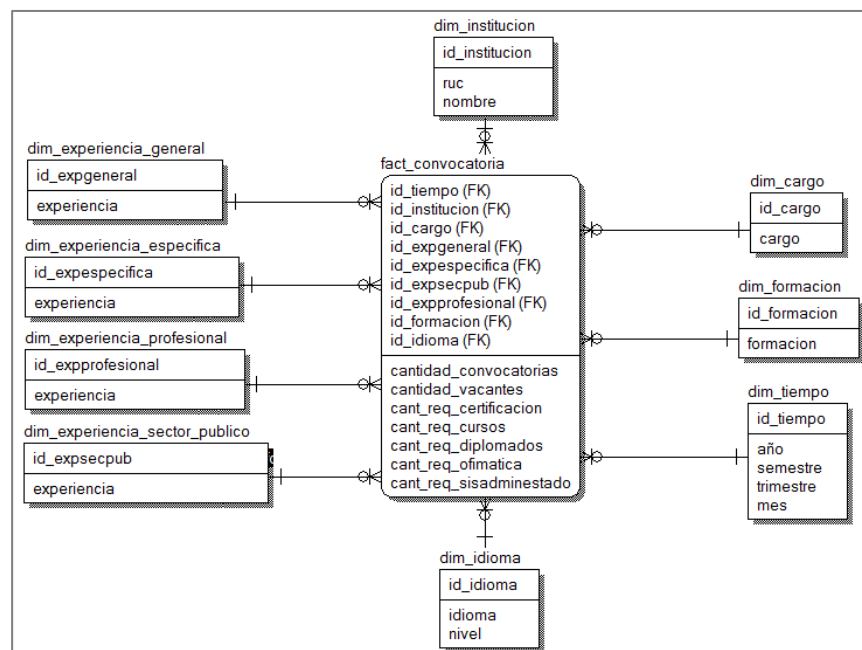 dim_institucion
id_institucion
ruc
nombre
dim_experiencia_general
id_expgeneral
experiencia
dim_experiencia_especifica
id_expespecifica
experiencia
dim_experiencia_profesional
id_expprofesional
experiencia
dim_experiencia_sector_publico
id_expsecpub
experiencia
fact_convocatoria
id_tiempo (FK)
id_institucion (FK)
id_cargo (FK)
id_expgeneral (FK)
id_expespecifica (FK)
id_expsecpub (FK)
id_expprofesional (FK)
id_formacion (FK)
id_idioma (FK)
cantidad_convocatorias
cantidad_vacantes
cant_req_certificacion
cant_req_cursos
cant_req_diplomados
cant_req_ofimatica
cant_req_sisadminestado
dim_cargo
id_cargo
cargo
dim_formacion
id_formacion
formacion
dim_tiempo
id_tiempo
año
semestre
trimestre
mes
dim_idioma
id_idioma
idioma
nivel